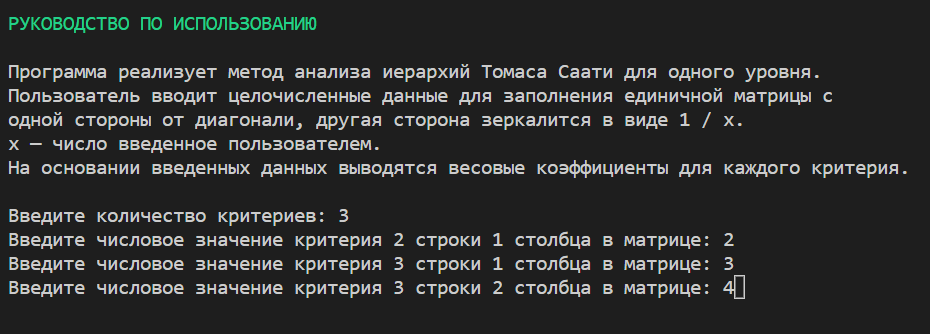 РУКОВОДСТВО ПО ИСПОЛЬЗОВАНИЮ
Программа реализует метод анализа иерархий Томаса Саати для одного уровня.
Пользователь вводит целочисленные данные для заполнения единичной матрицы с
одной стороны от диагонали, другая сторона зеркалится в виде 1 / x.
x — число введенное пользователем.
На основании введенных данных выводятся весовые коэффициенты для каждого критерия.
Введите количество критериев: 3
Введите числовое значение критерия 2 строки 1 столбца в матрице: 2
Введите числовое значение критерия 3 строки 1 столбца в матрице: 3
Введите числовое значение критерия 3 строки 2 столбца в матрице: 4